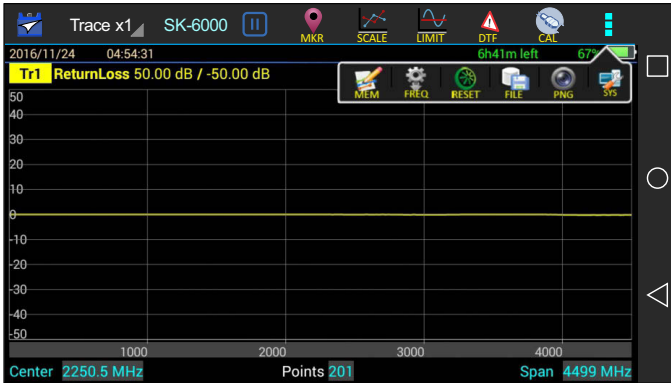 Trace x1 SK-6000 MKR SCALE LIMIT DTF CAL
2016/11/24 04:54:31 6h41m left 67%
Tr1 ReturnLoss 50.00 dB / -50.00 dB
MEM FREQ RESET FILE PNG SYS
50
40
30
20
10
0
-10
-20
-30
-40
-50
1000 2000 3000 4000
Center 2250.5 MHz Points 201 Span 4499 MHz